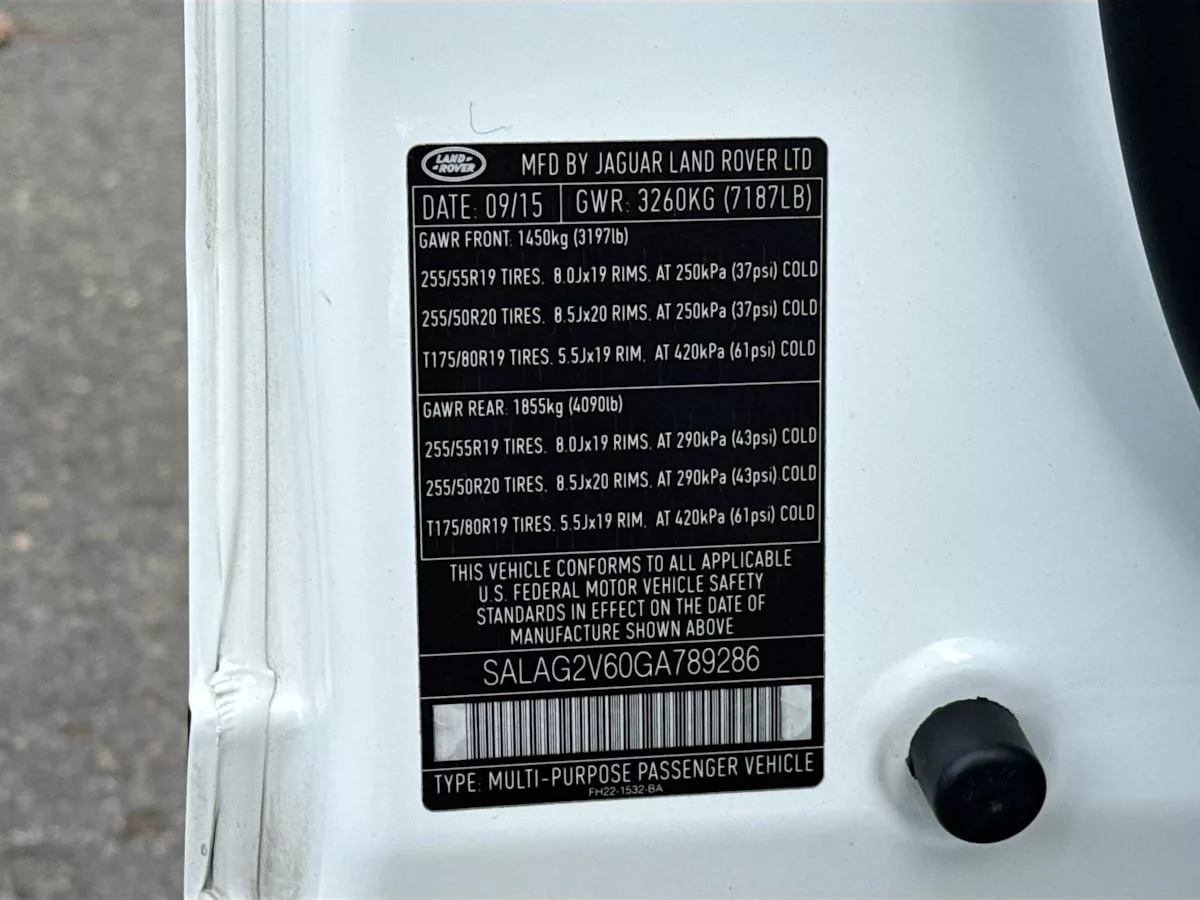 LAND-
-ROVER
MFD BY JAGUAR LAND ROVER LTD
DATE: 09/15 GWR: 3260KG (7187LB)
GAWR FRONT: 1450kg (3197lb)
255/55R19 TIRES. 8.0Jx19 RIMS. AT 250kPa (37psi) COLD
255/50R20 TIRES. 8.5Jx20 RIMS. AT 250kPa (37psi) COLD
T175/80R19 TIRES. 5.5Jx19 RIM. AT 420kPa (61psi) COLD
GAWR REAR: 1855kg (4090lb)
255/55R19 TIRES. 8.0Jx19 RIMS. AT 290kPa (43psi) COLD
255/50R20 TIRES. 8.5Jx20 RIMS. AT 290kPa (43psi) COLD
T175/80R19 TIRES. 5.5Jx19 RIM. AT 420kPa (61psi) COLD
THIS VEHICLE CONFORMS TO ALL APPLICABLE
U.S. FEDERAL MOTOR VEHICLE SAFETY
STANDARDS IN EFFECT ON THE DATE OF
MANUFACTURE SHOWN ABOVE
SALAG2V60GA789286
TYPE: MULTI-PURPOSE PASSENGER VEHICLE
FH22-1532-BA